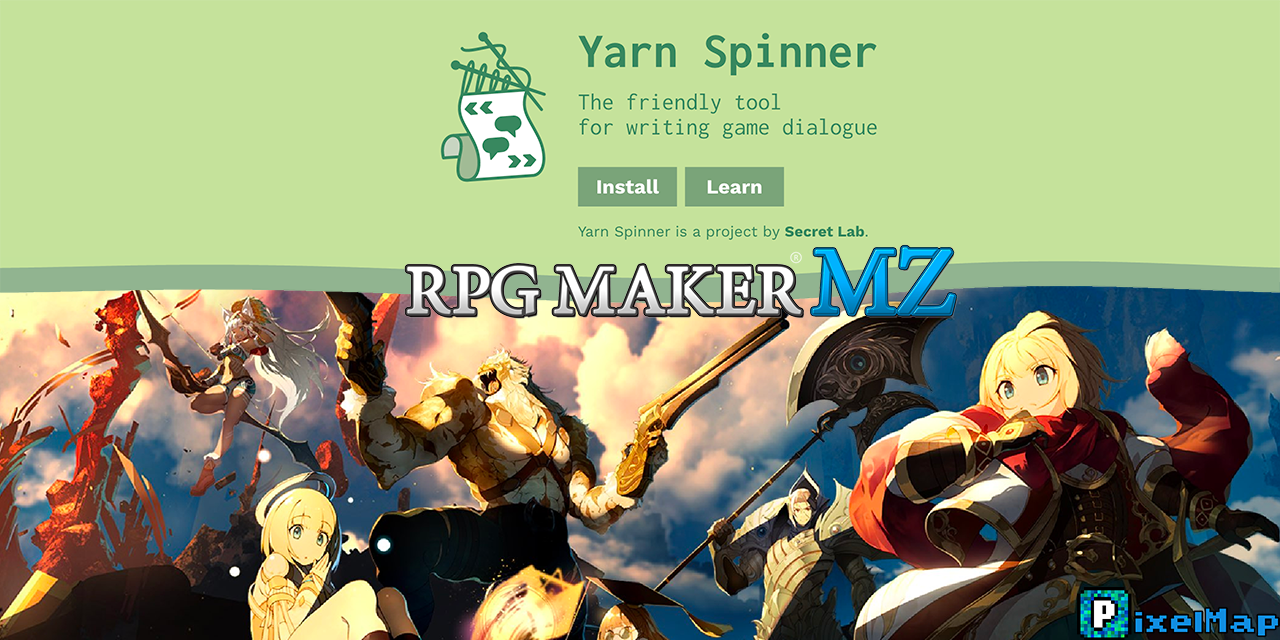 Yarn Spinner
The friendly tool
for writing game dialogue
Install Learn
Yarn Spinner is a project by Secret Lab.
RPG MAKER® MZ
PixelMap